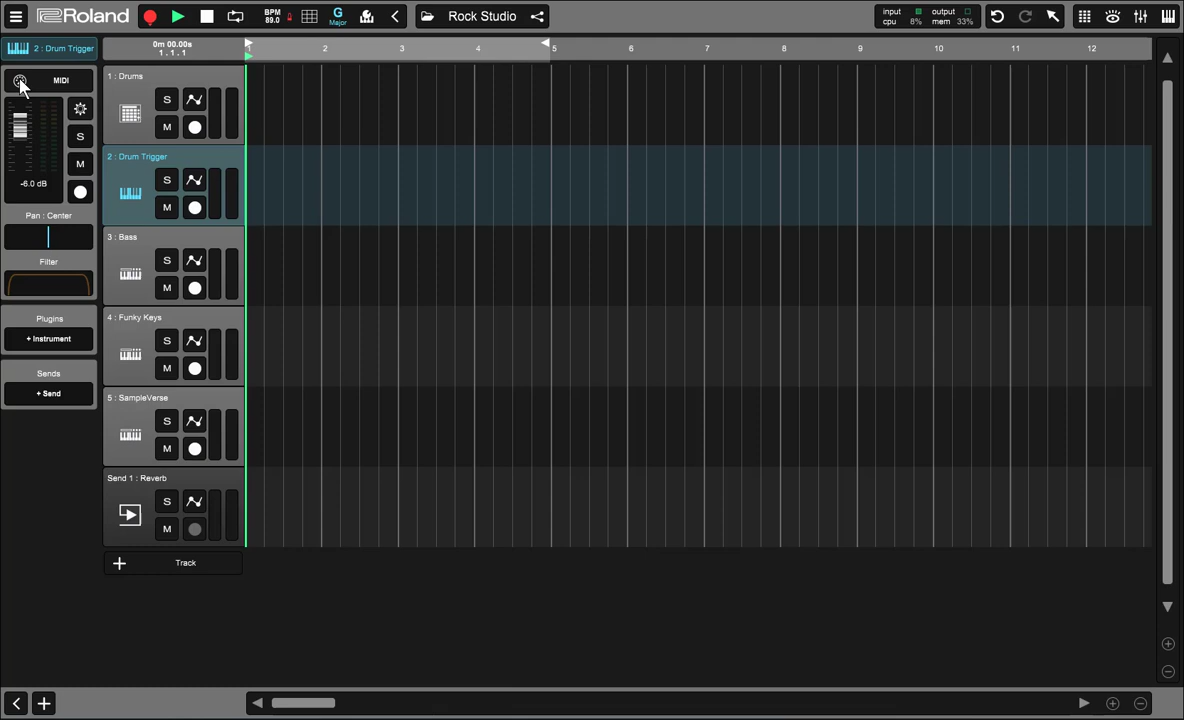 Roland
BPM
89.0
G
Major
Rock Studio
input
cpu 8%
output
mem 33%
2 : Drum Trigger
0m 00.00s
1 . 1 . 1
1 2 3 4 5 6 7 8 9 10 11 12
MIDI
S
M
-6.0 dB
Pan : Center
Filter
Plugins
+ Instrument
Sends
+ Send
1 : Drums
S
M
2 : Drum Trigger
S
M
3 : Bass
S
M
4 : Funky Keys
S
M
5 : SampleVerse
S
M
Send 1 : Reverb
S
M
Track